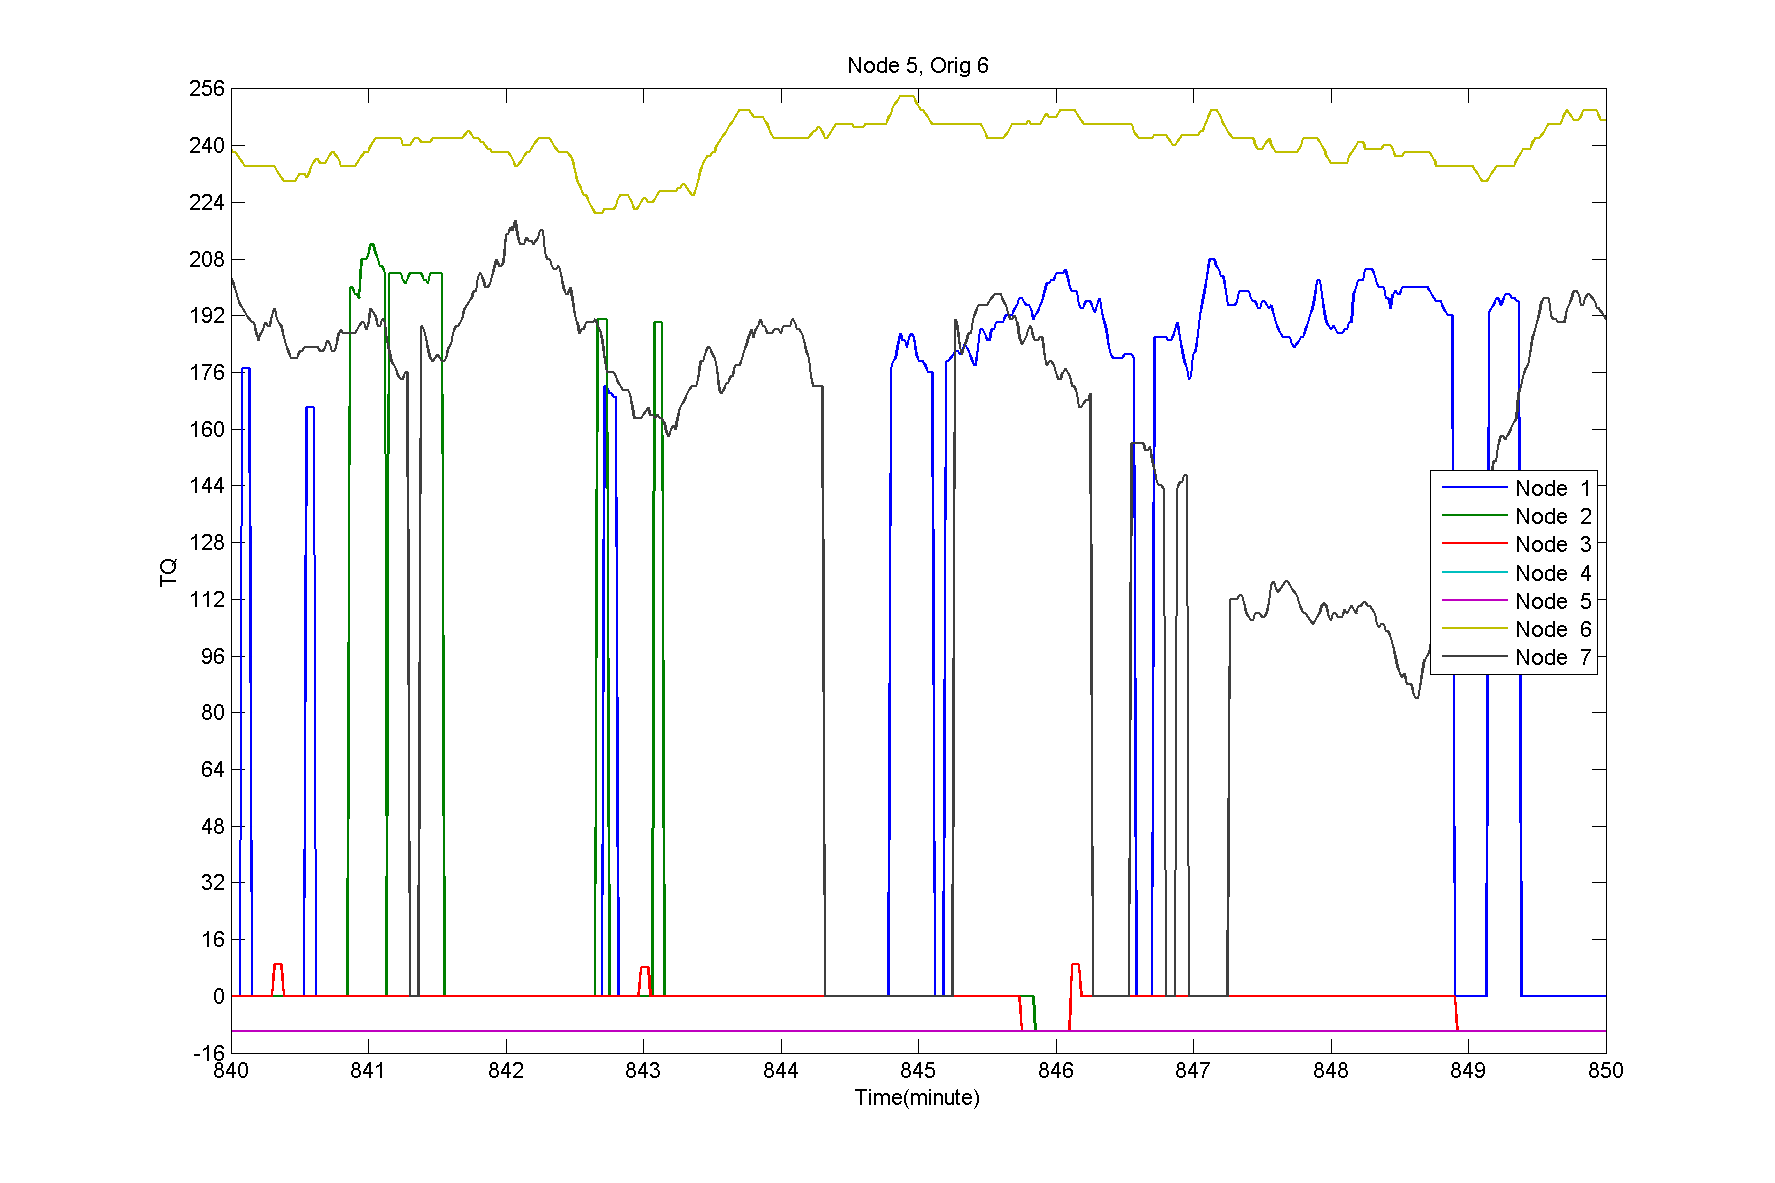 Node 5, Orig 6
256
240
224
208
192
176
160
144
128
112
96
80
64
48
32
16
0
-16
TQ
Node 1
Node 2
Node 3
Node 4
Node 5
Node 6
Node 7
840 841 842 843 844 845 846 847 848 849 850
Time(minute)